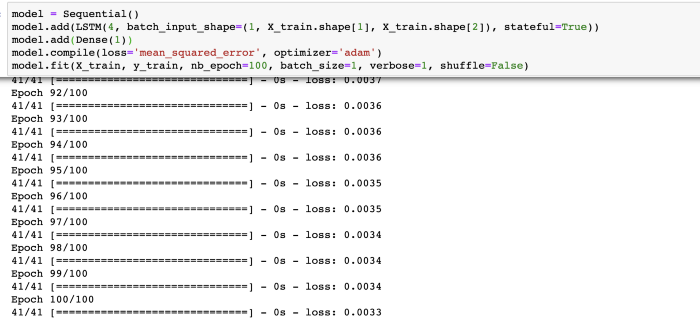 model = Sequential()
model.add(LSTM(4, batch_input_shape=(1, X_train.shape[1], X_train.shape[2]), stateful=True))
model.add(Dense(1))
model.compile(loss='mean_squared_error', optimizer='adam')
model.fit(X_train, y_train, nb_epoch=100, batch_size=1, verbose=1, shuffle=False)
41/41 [==============================] - 0s - loss: 0.0037
Epoch 92/100
41/41 [==============================] - 0s - loss: 0.0036
Epoch 93/100
41/41 [==============================] - 0s - loss: 0.0036
Epoch 94/100
41/41 [==============================] - 0s - loss: 0.0036
Epoch 95/100
41/41 [==============================] - 0s - loss: 0.0035
Epoch 96/100
41/41 [==============================] - 0s - loss: 0.0035
Epoch 97/100
41/41 [==============================] - 0s - loss: 0.0034
Epoch 98/100
41/41 [==============================] - 0s - loss: 0.0034
Epoch 99/100
41/41 [==============================] - 0s - loss: 0.0034
Epoch 100/100
41/41 [==============================] - 0s - loss: 0.0033